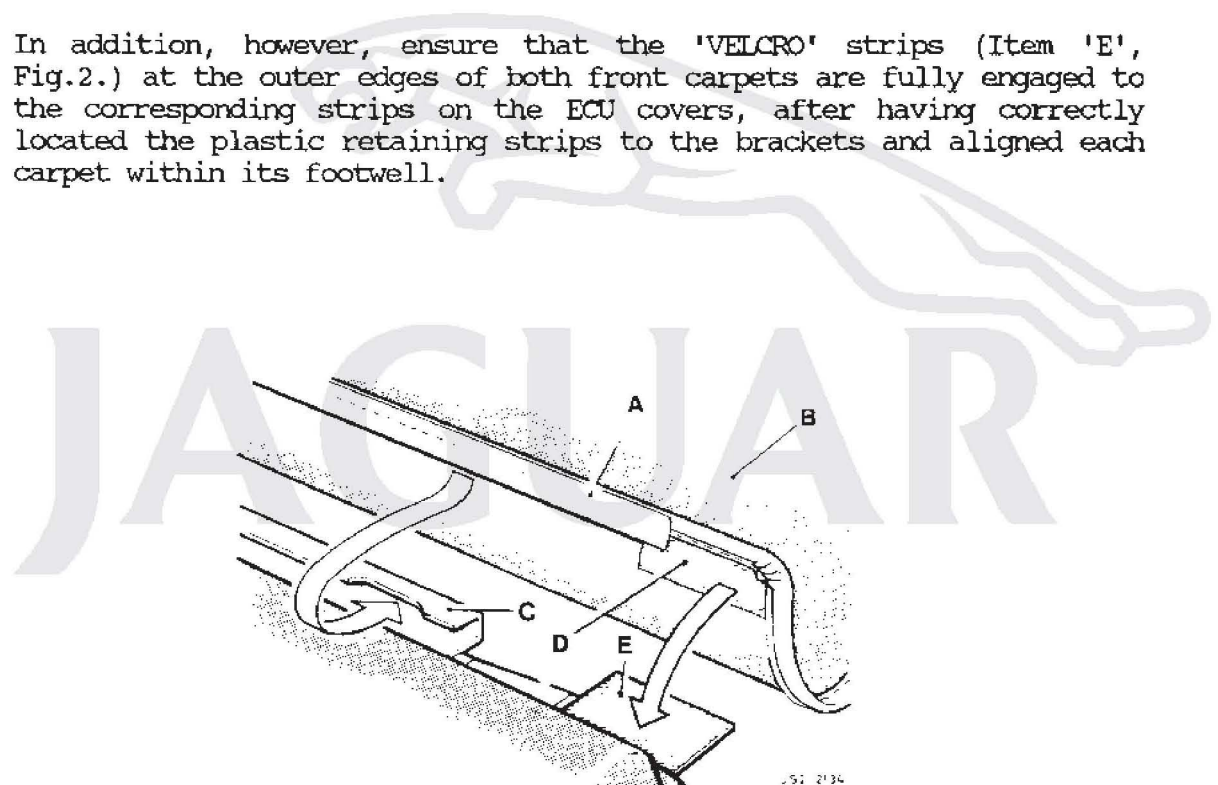 In addition, however, ensure that the 'VELCRO' strips (Item 'E',
Fig.2.) at the outer edges of both front carpets are fully engaged to
the corresponding strips on the ECU covers, after having correctly
located the plastic retaining strips to the brackets and aligned each
carpet within its footwell.
JAGUAR
A
B
C
D
E